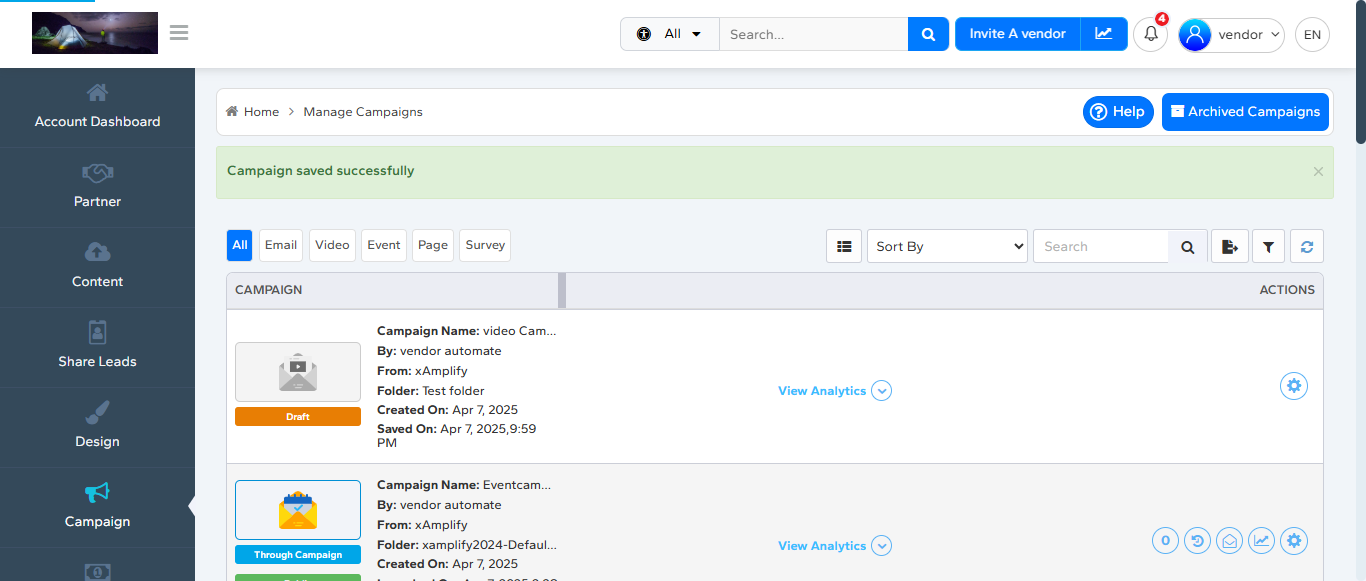 All
Search...
Invite A vendor
4
vendor
EN
Account Dashboard
Partner
Content
Share Leads
Design
Campaign
Home > Manage Campaigns
Help
Archived Campaigns
Campaign saved successfully
×
All
Email
Video
Event
Page
Survey
Sort By
Search
CAMPAIGN
ACTIONS
Draft
Campaign Name: video Cam...
By: vendor automate
From: xAmplify
Folder: Test folder
Created On: Apr 7, 2025
Saved On: Apr 7, 2025,9:59
PM
View Analytics
Through Campaign
Campaign Name: Eventcam...
By: vendor automate
From: xAmplify
Folder: xamplify2024-Defaul...
Created On: Apr 7, 2025
View Analytics
0